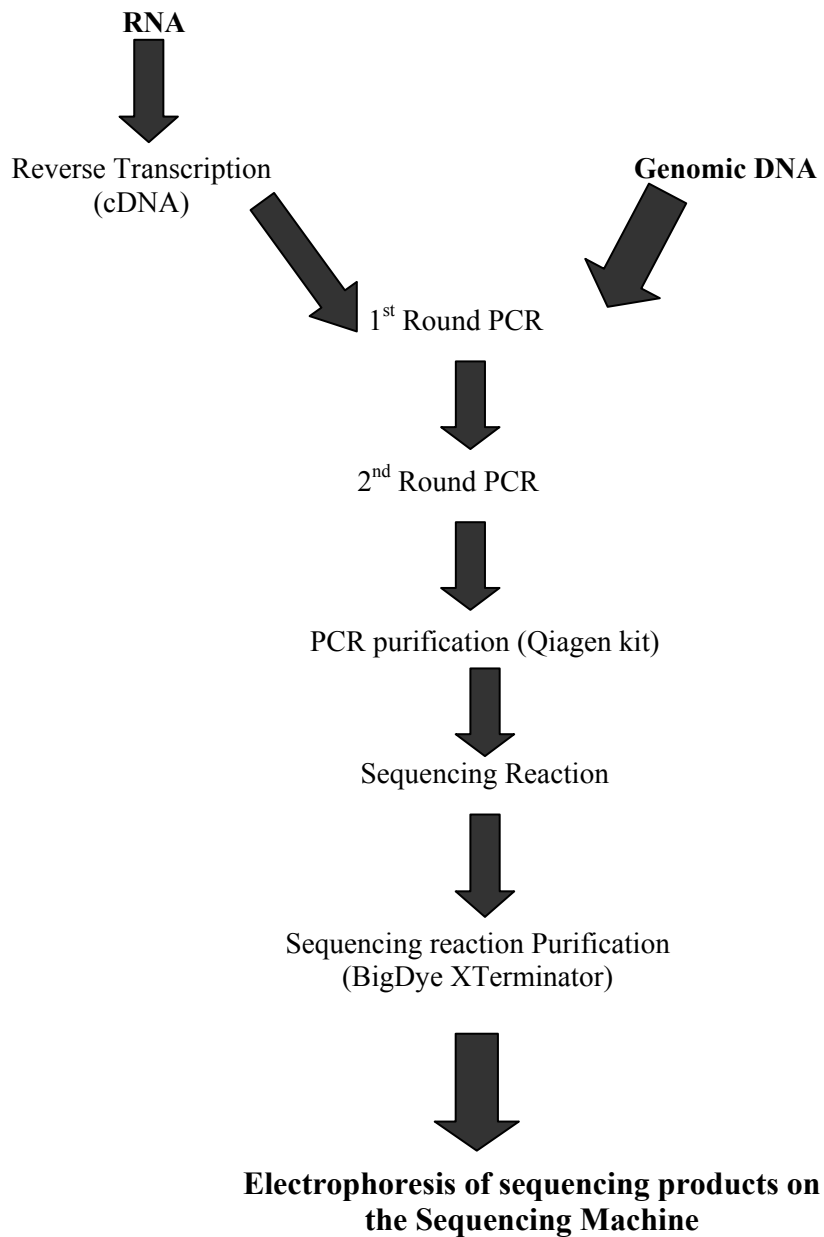 RNA
Reverse Transcription
(cDNA)
Genomic DNA
1st Round PCR
2nd Round PCR
PCR purification (Qiagen kit)
Sequencing Reaction
Sequencing reaction Purification
(BigDye XTerminator)
Electrophoresis of sequencing products on
the Sequencing Machine